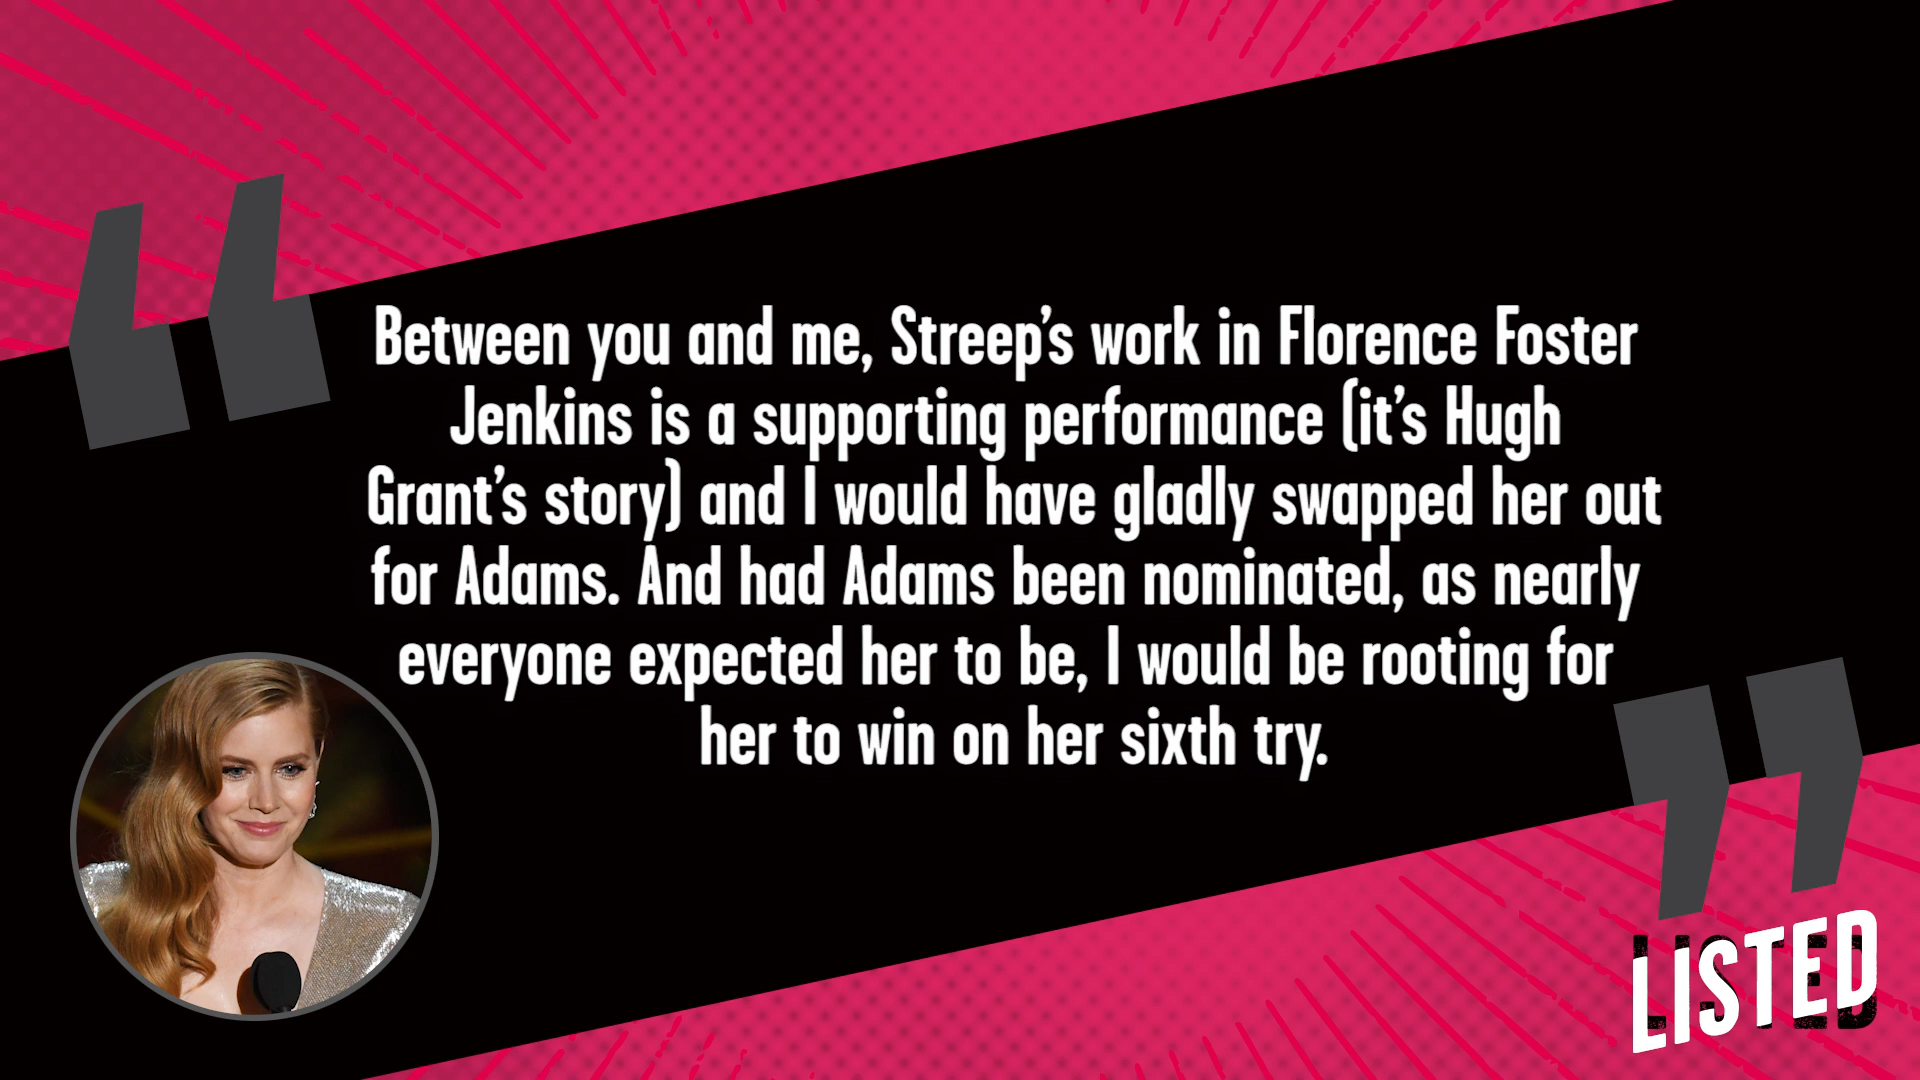 Between you and me, Streep’s work in Florence Foster
Jenkins is a supporting performance (it’s Hugh
Grant’s story) and I would have gladly swapped her out
for Adams. And had Adams been nominated, as nearly
everyone expected her to be, I would be rooting for
her to win on her sixth try.
LISTED